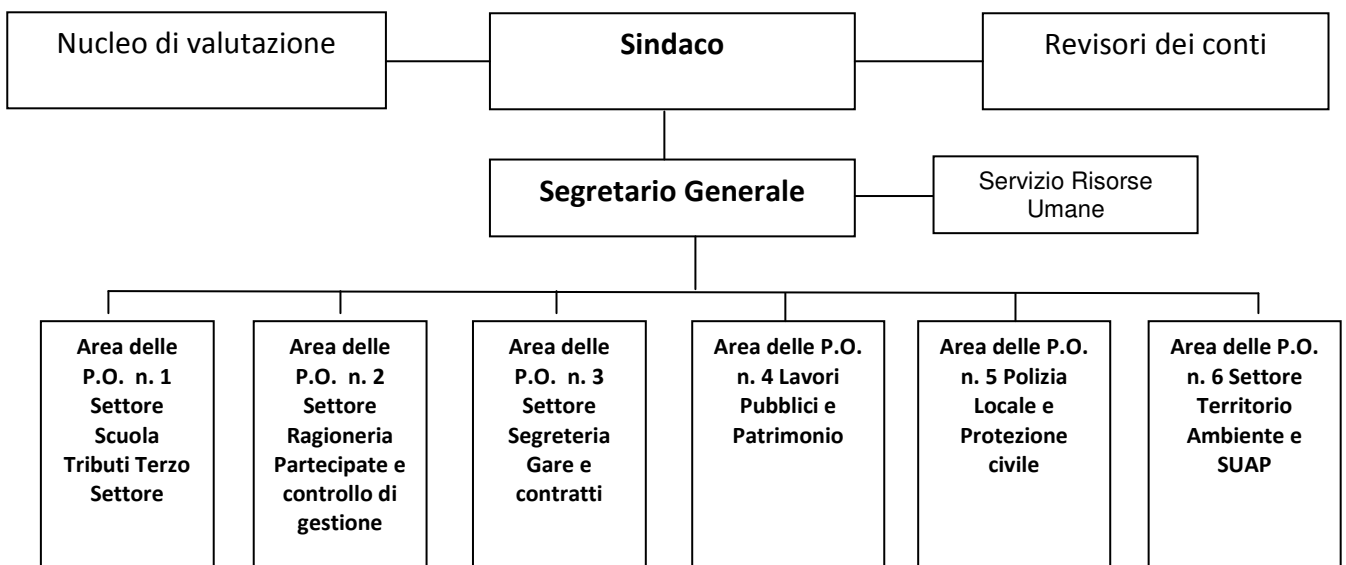 Nucleo di valutazione
Sindaco
Revisori dei conti
Segretario Generale
Servizio Risorse
Umane
Area delle
P.O. n. 1
Settore
Scuola
Tributi Terzo
Settore
Area delle
P.O. n. 2
Settore
Ragioneria
Partecipate e
controllo di
gestione
Area delle
P.O. n. 3
Settore
Segreteria
Gare e
contratti
Area delle P.O.
n. 4 Lavori
Pubblici e
Patrimonio
Area delle P.O.
n. 5 Polizia
Locale e
Protezione
civile
Area delle P.O.
n. 6 Settore
Territorio
Ambiente e
SUAP